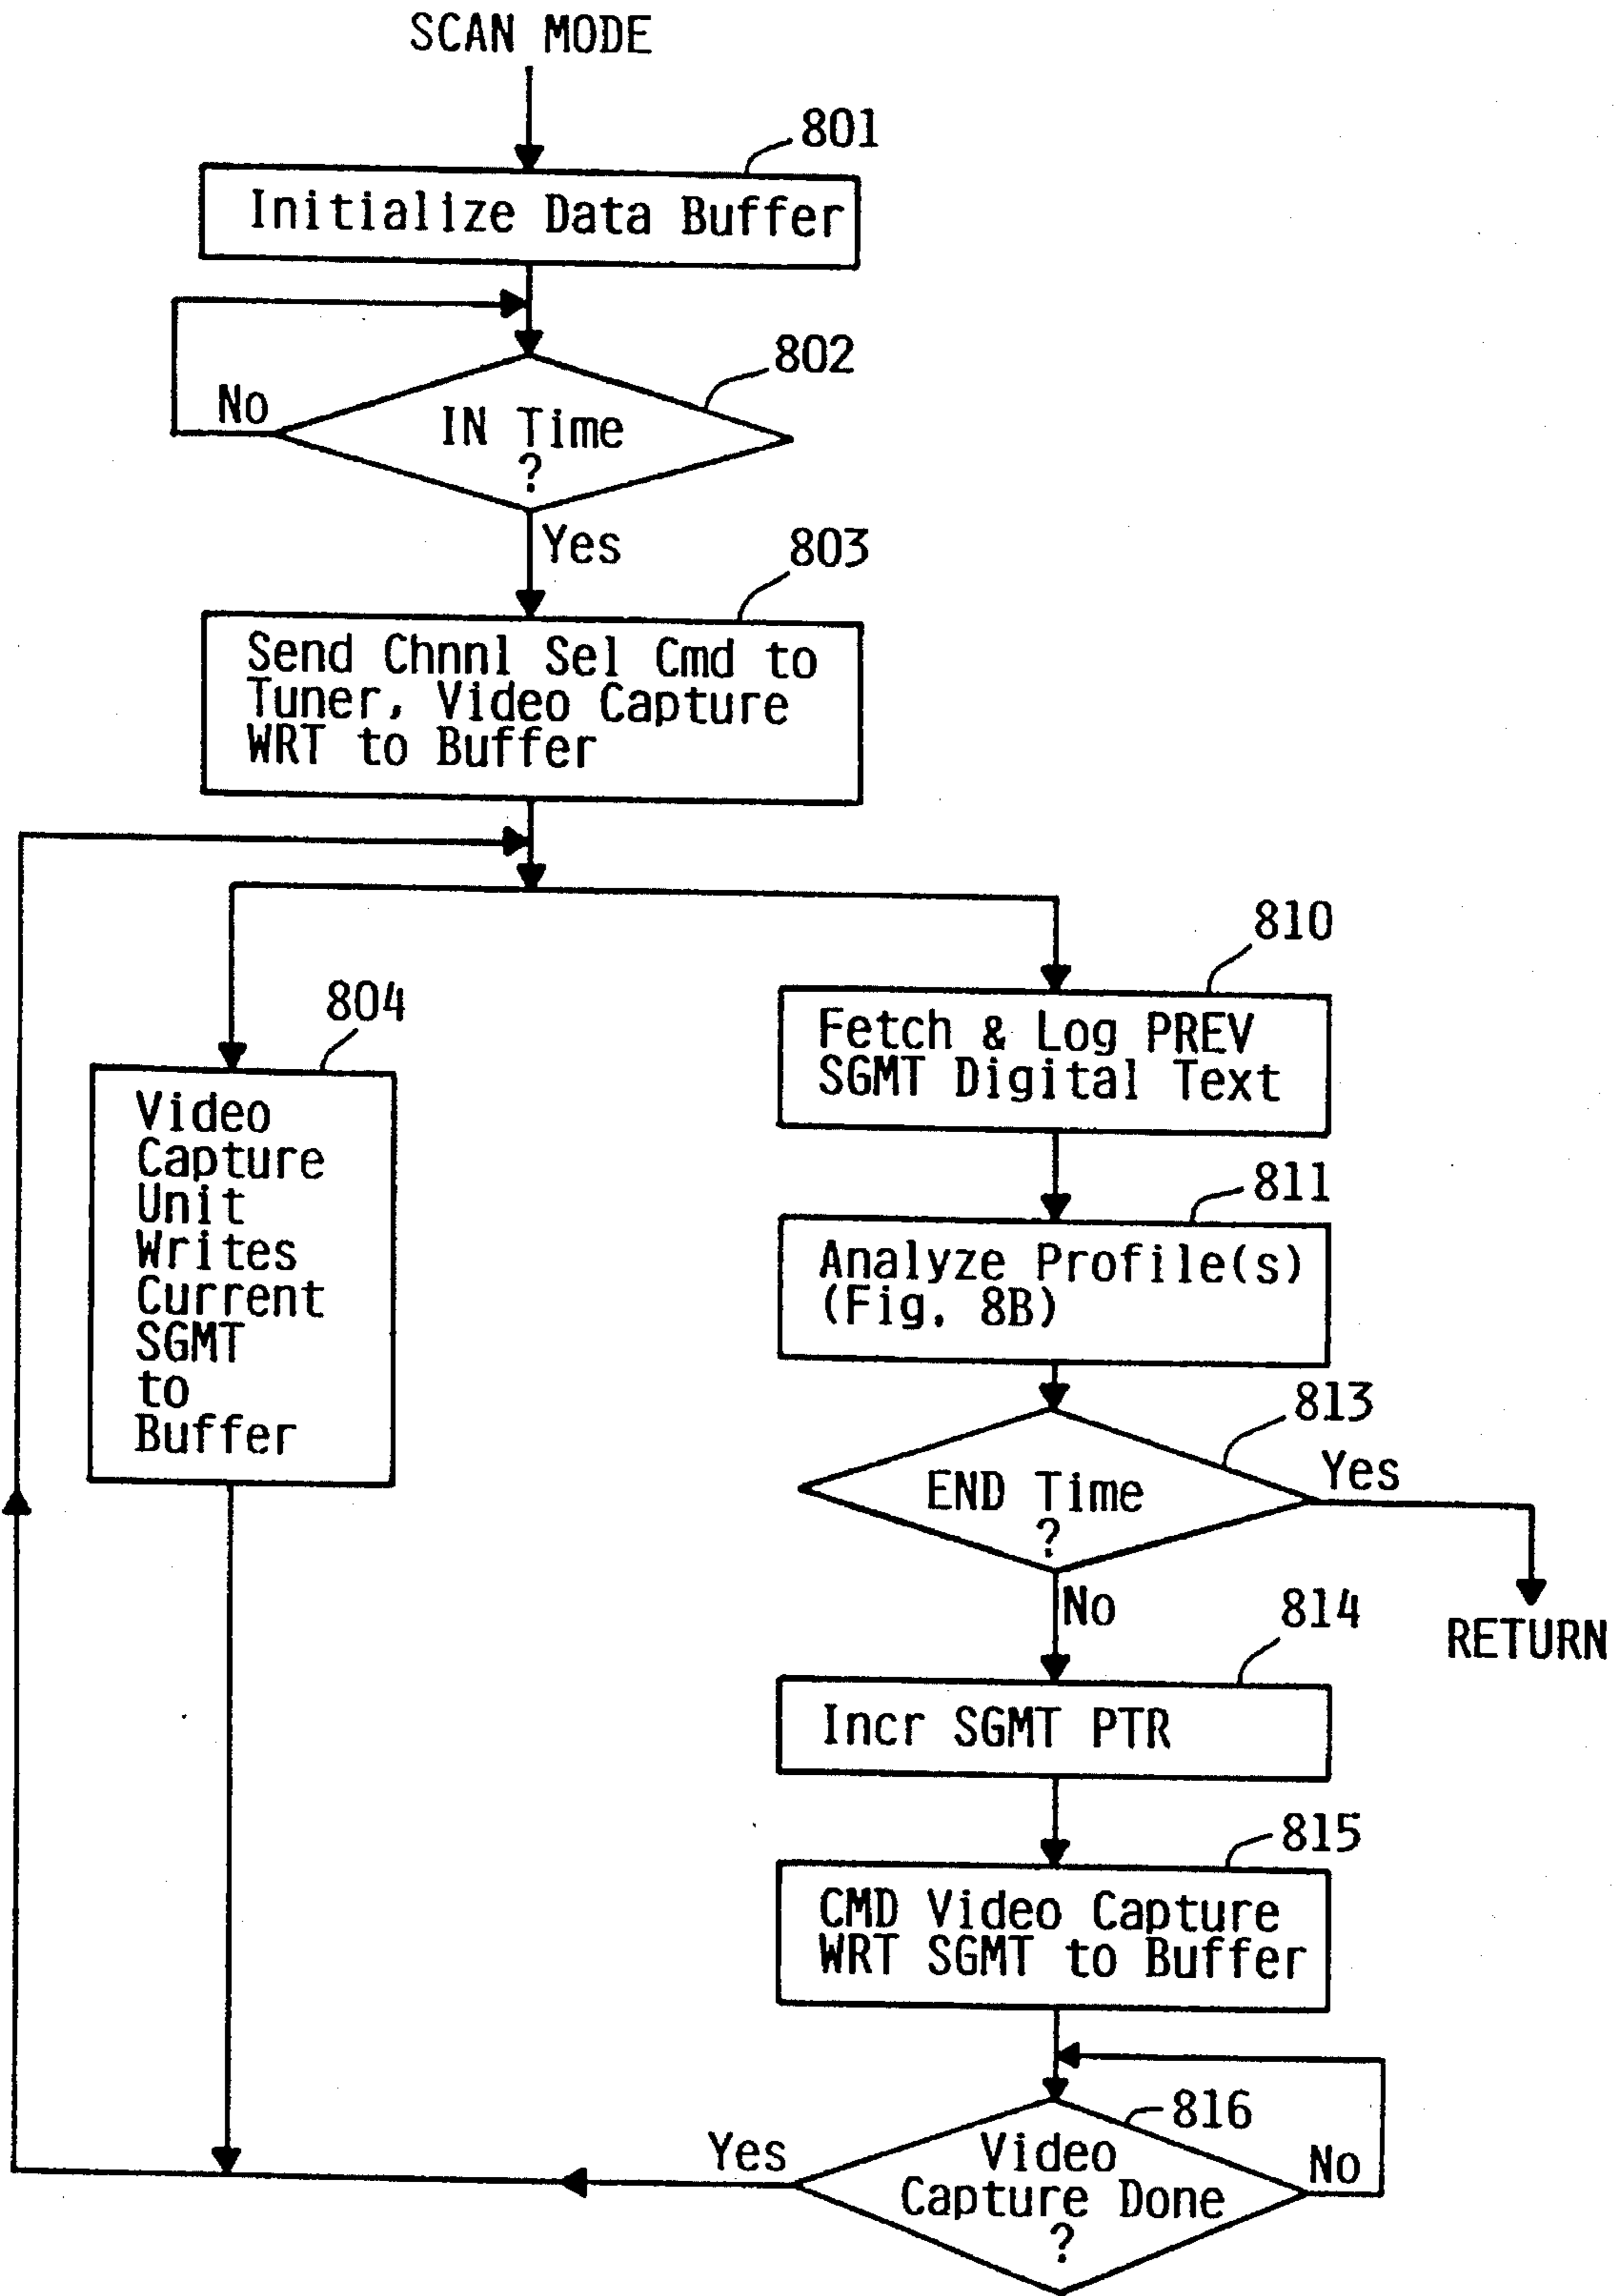 SCAN MODE
801
Initialize Data Buffer
802
No
IN Time
?
Yes
803
Send Chnnl Sel Cmd to
Tuner, Video Capture
WRT to Buffer
810
804
Fetch & Log PREV
SGMT Digital Text
Video
Capture
Unit
Writes
Current
SGMT
to
Buffer
811
Analyze Profile(s)
(Fig. 8B)
813
Yes
END Time
?
No
814
RETURN
Incr SGMT PTR
815
CMD Video Capture
WRT SGMT to Buffer
816
Yes
Video
Capture Done
?
No